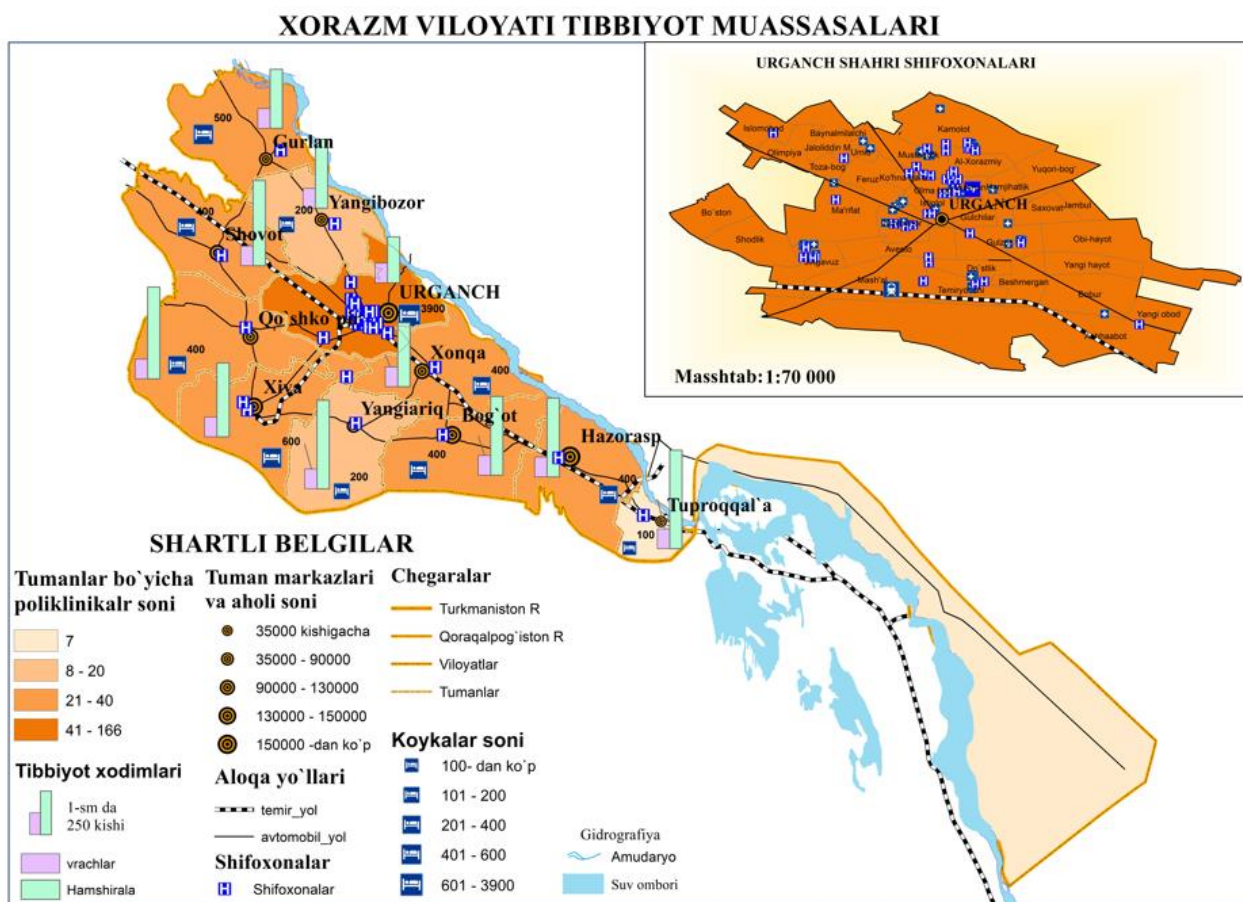 XORAZM VILOYATI TIBBIYOT MUASSASALARI
URGANCH SHAHRI SHIFOXONALARI
Islomobod
Baynalmilalchi
Kamolot
Olimpiya
Jaloliddin M.
Toza-bog'
Al-Xorazmiy
Yuqori-bog'
Feruz
Ma'rifat
URGANCH
Saxovat
Jambul
Bo`ston
Gulchilar
Shodlik
Obi-hayot
Yangi hayot
Do`stlik
Mash'al
Beshmergan
Bobur
Yangi obod
Masshtab:1:70 000
500
Gurlan
200
Yangibozor
400
Shovot
URGANCH
3900
400
Xonqa
400
Xiva
Yangiariq
Bog`ot
600
200
400
Hazorasp
400
Tuproqqal`a
100
SHARTLI BELGILAR
Tumanlar bo`yicha
poliklinikalr soni
7
8 - 20
21 - 40
41 - 166
Tibbiyot xodimlari
1-sm da
250 kishi
vrachlar
Hamshirala
Tuman markazlari
va aholi soni
35000 kishigacha
35000 - 90000
90000 - 130000
130000 - 150000
150000 -dan ko`p
Aloqa yo`llari
temir_yol
avtomobil_yol
Shifoxonalar
Shifoxonalar
Chegaralar
Turkmaniston R
Qoraqalpog`iston R
Viloyatlar
Tumanlar
Koykalar soni
100- dan ko`p
101 - 200
201 - 400
401 - 600
601 - 3900
Gidrografiya
Amudaryo
Suv ombori